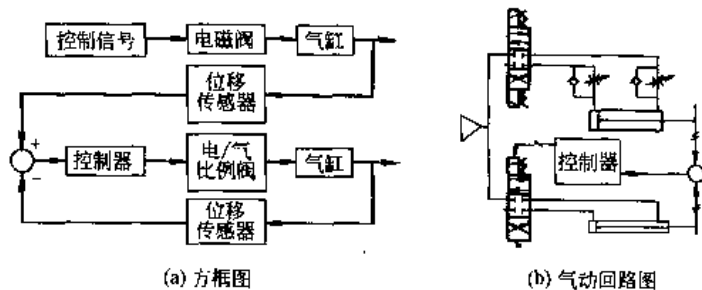 控制信号
电磁阀
气缸
位移
传感器
+
控制器
电/气
比例阀
气缸
−
位移
传感器
控制器
(a) 方框图
(b) 气动回路图